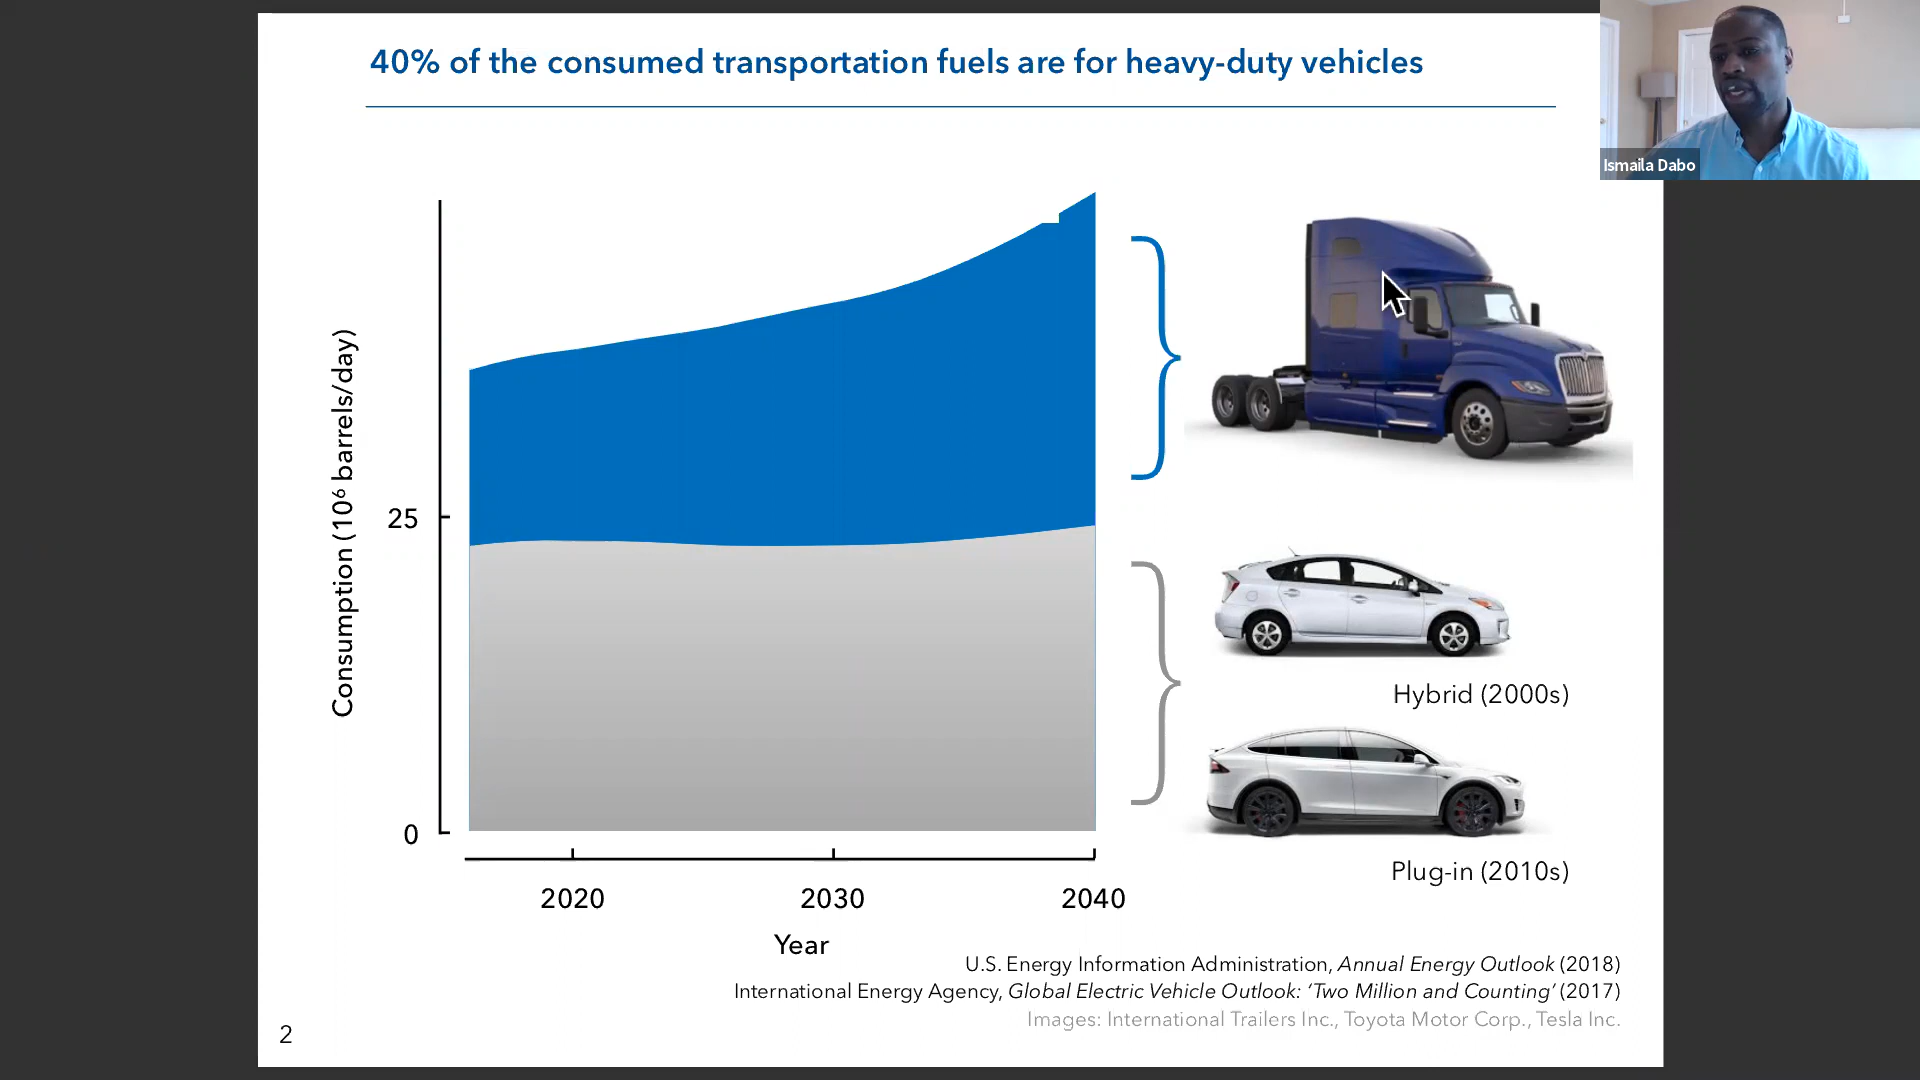 40% of the consumed transportation fuels are for heavy-duty vehicles
Ismaila Dabo
Consumption (10⁶ barrels/day)
25
0
2020
2030
2040
Year
Hybrid (2000s)
Plug-in (2010s)
U.S. Energy Information Administration, Annual Energy Outlook (2018)
International Energy Agency, Global Electric Vehicle Outlook: ‘Two Million and Counting’ (2017)
Images: International Trailers Inc., Toyota Motor Corp., Tesla Inc.
2